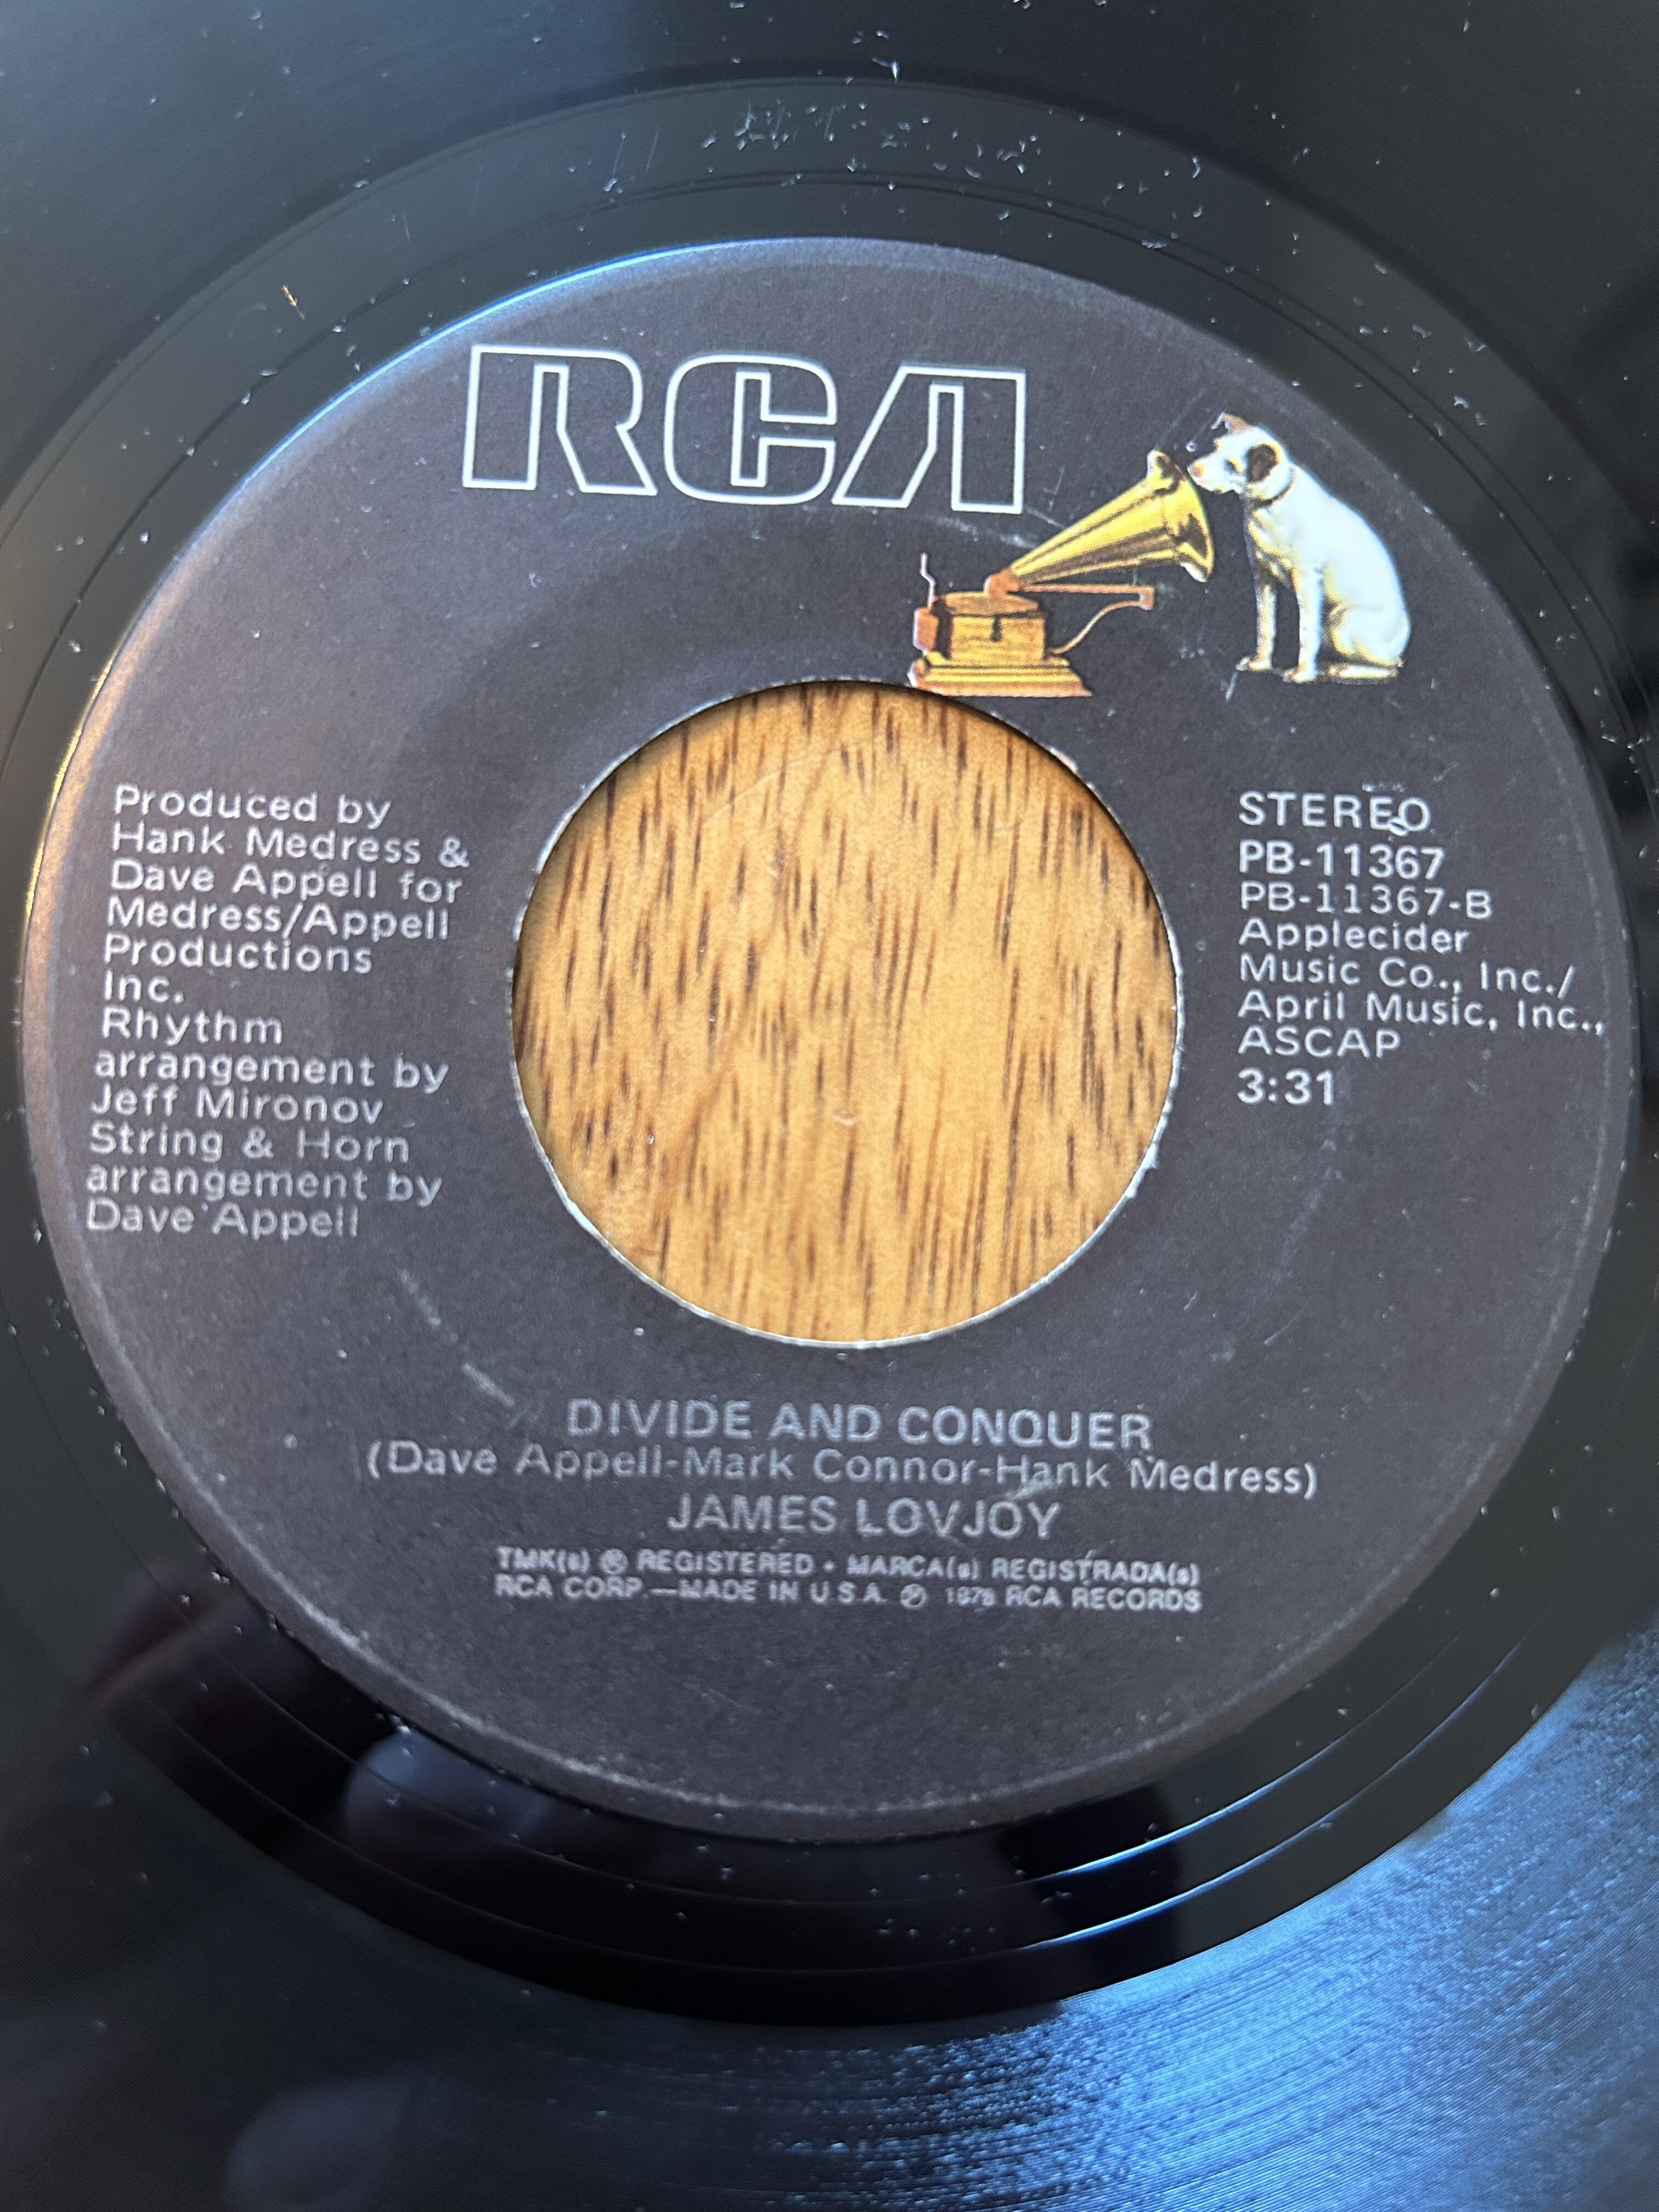 RCA
Produced by
Hank Medress &
Dave Appell for
Medress/Appell
Productions
Inc.
Rhythm
arrangement by
Jeff Mironov
String & Horn
arrangement by
Dave Appell
STEREO
PB-11367
PB-11367-B
Applecider
Music Co., Inc./
April Music, Inc.,
ASCAP
3:31
DIVIDE AND CONQUER
(Dave Appell-Mark Connor-Hank Medress)
JAMES LOVJOY
TMK(s) ® REGISTERED • MARCA(s) REGISTRADA(s)
RCA CORP.—MADE IN U.S.A. ℗ RCA RECORDS